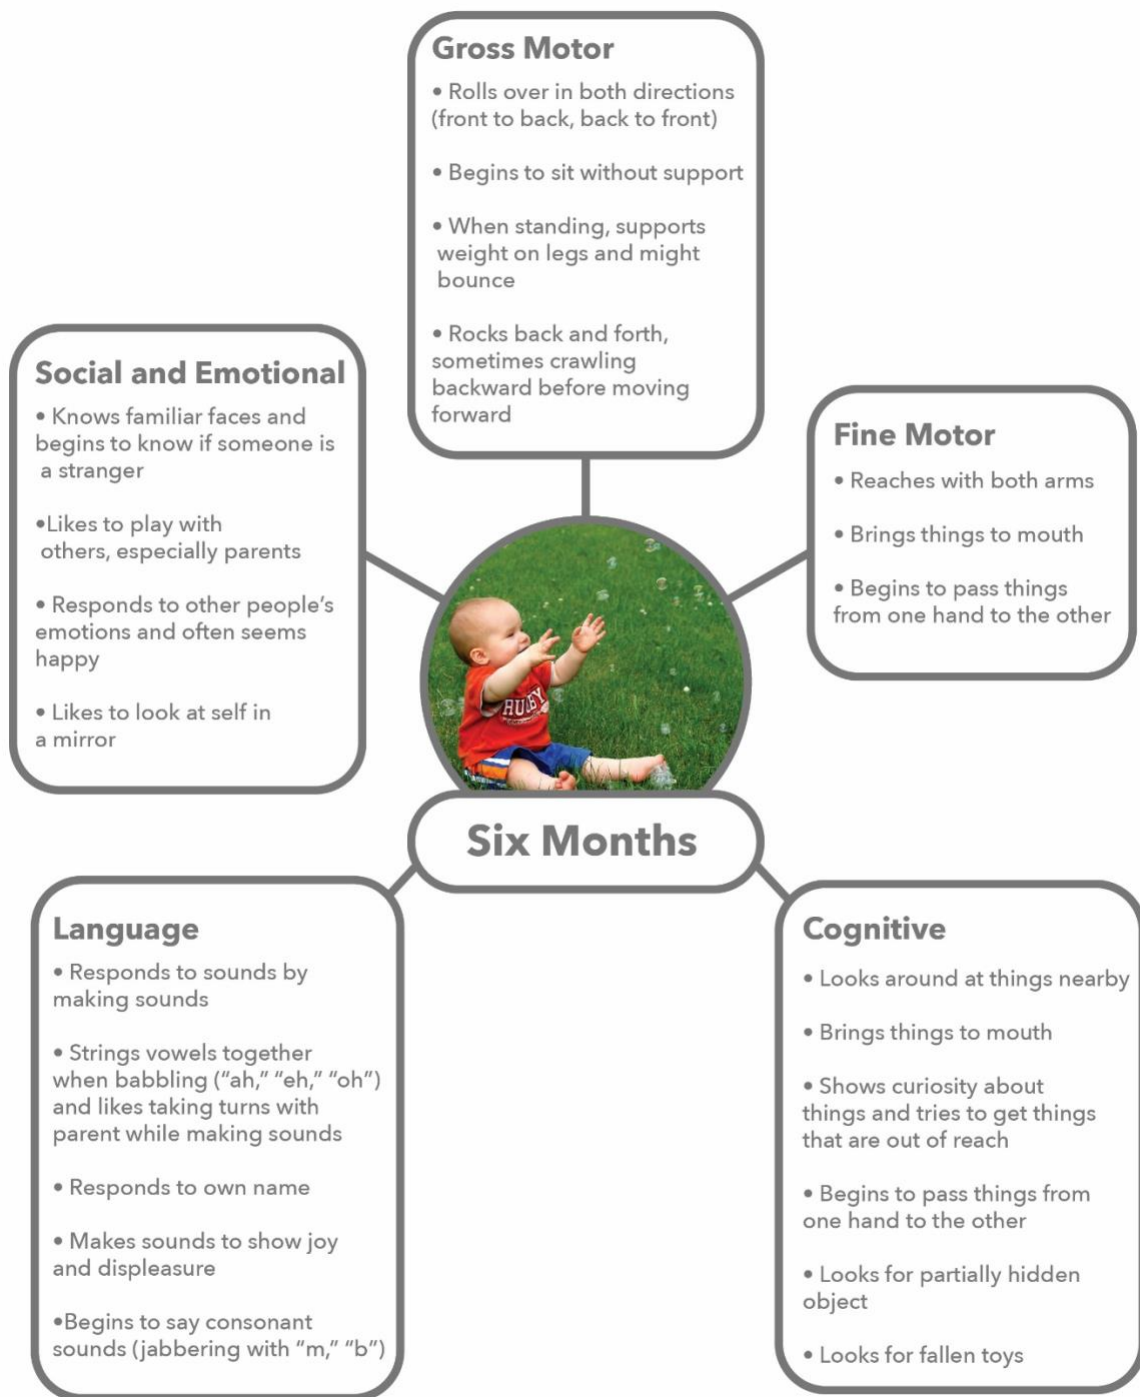 Gross Motor
• Rolls over in both directions
(front to back, back to front)
• Begins to sit without support
• When standing, supports
weight on legs and might
bounce
• Rocks back and forth,
sometimes crawling
backward before moving
forward
Social and Emotional
• Knows familiar faces and
begins to know if someone is
a stranger
•Likes to play with
others, especially parents
• Responds to other people’s
emotions and often seems
happy
• Likes to look at self in
a mirror
Fine Motor
• Reaches with both arms
• Brings things to mouth
• Begins to pass things
from one hand to the other
Six Months
Language
• Responds to sounds by
making sounds
• Strings vowels together
when babbling (“ah,” “eh,” “oh”)
and likes taking turns with
parent while making sounds
• Responds to own name
• Makes sounds to show joy
and displeasure
•Begins to say consonant
sounds (jabbering with “m,” “b”)
Cognitive
• Looks around at things nearby
• Brings things to mouth
• Shows curiosity about
things and tries to get things
that are out of reach
• Begins to pass things from
one hand to the other
• Looks for partially hidden
object
• Looks for fallen toys